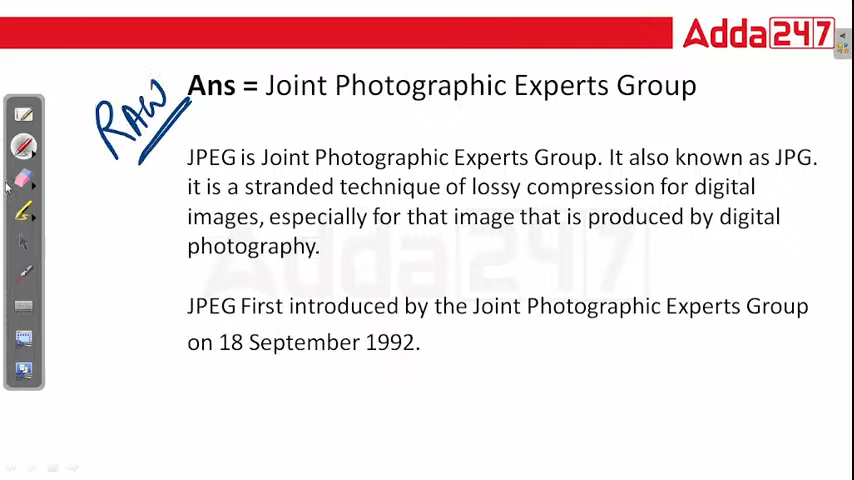 Adda247
RAW
Ans = Joint Photographic Experts Group
JPEG is Joint Photographic Experts Group. It also known as JPG.
it is a stranded technique of lossy compression for digital
images, especially for that image that is produced by digital
photography.
Adda247
JPEG First introduced by the Joint Photographic Experts Group
on 18 September 1992.